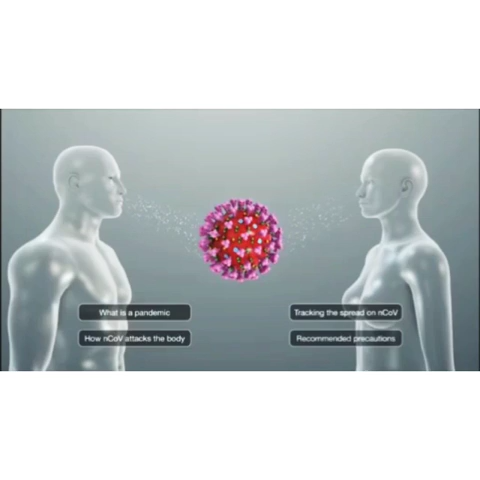 What is a pandemic
Tracking the spread on nCoV
How nCoV attacks the body
Recommended precautions